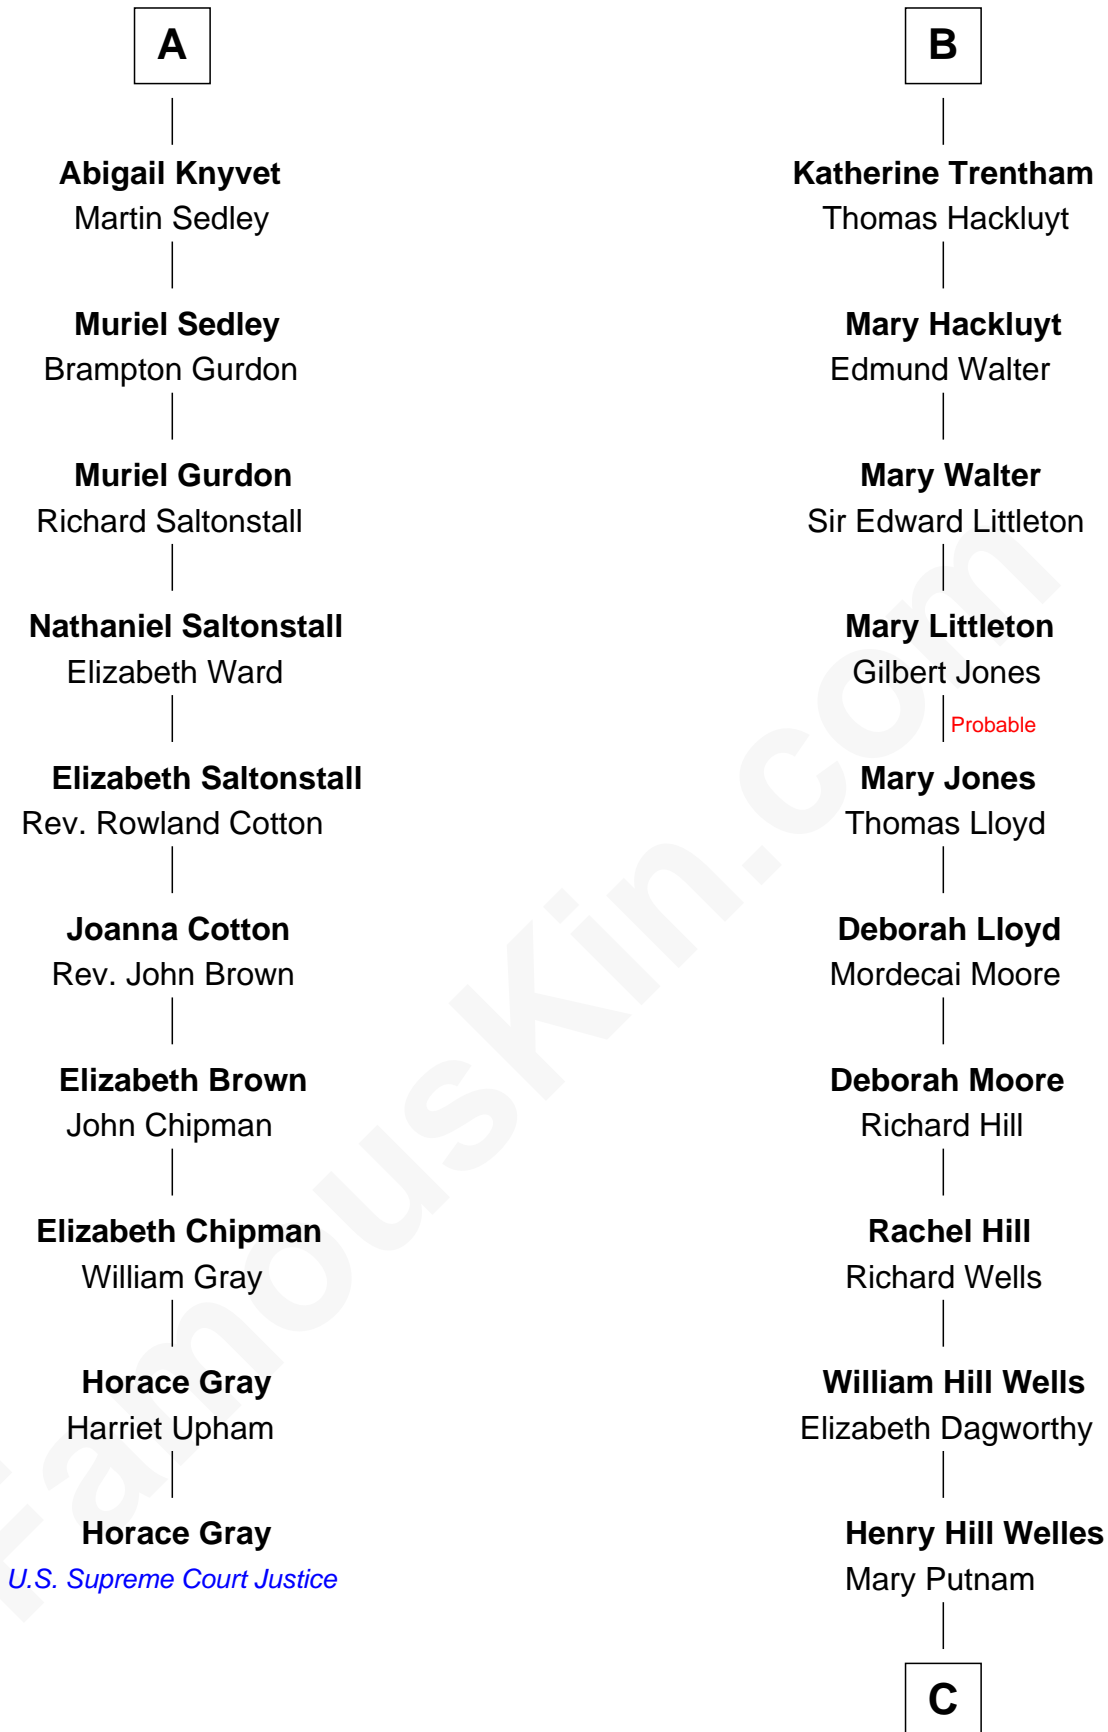 A
Abigail Knyvet
Martin Sedley
Muriel Sedley
Brampton Gurdon
Muriel Gurdon
Richard Saltonstall
Nathaniel Saltonstall
Elizabeth Ward
Elizabeth Saltonstall
Rev. Rowland Cotton
Joanna Cotton
Rev. John Brown
Elizabeth Brown
John Chipman
Elizabeth Chipman
William Gray
Horace Gray
Harriet Upham
Horace Gray
U.S. Supreme Court Justice
B
Katherine Trentham
Thomas Hackluyt
Mary Hackluyt
Edmund Walter
Mary Walter
Sir Edward Littleton
Mary Littleton
Gilbert Jones
Probable
Mary Jones
Thomas Lloyd
Deborah Lloyd
Mordecai Moore
Deborah Moore
Richard Hill
Rachel Hill
Richard Wells
William Hill Wells
Elizabeth Dagworthy
Henry Hill Welles
Mary Putnam
C
FamousKin.com